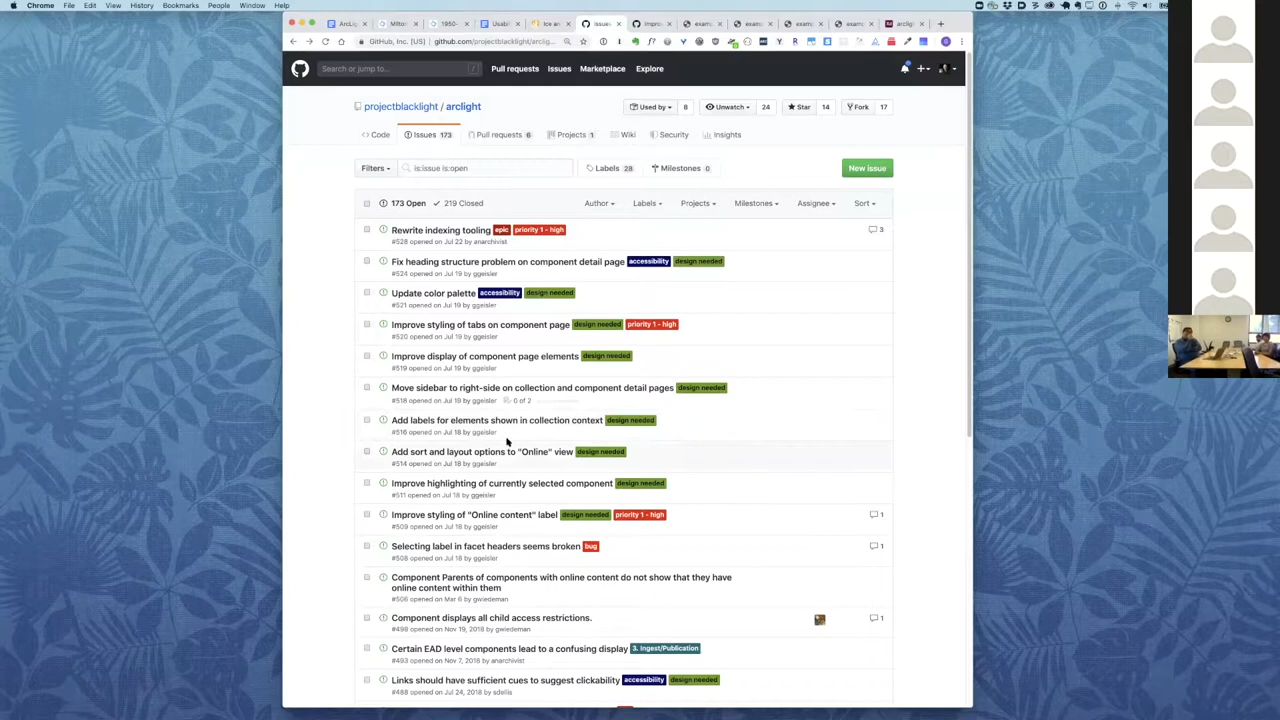 Chrome File Edit View History Bookmarks People Window Help
ArcLig
Milton
1950-
Usabi
Ice an
Issues
Improv
examp
examp
examp
examp
arcligh
GitHub, Inc. [US] github.com/projectblacklight/arclig...
Search or jump to... /
Pull requests Issues Marketplace Explore
projectblacklight / arclight
Used by 8 Unwatch 24 Star 14 Fork 17
Code Issues 173 Pull requests 6 Projects 1 Wiki Security Insights
Filters is:issue is:open Labels 28 Milestones 0 New issue
173 Open 219 Closed Author Labels Projects Milestones Assignee Sort
Rewrite indexing tooling epic priority 1 - high 3
#528 opened on Jul 22 by anarchivist
Fix heading structure problem on component detail page accessibility design needed
#524 opened on Jul 19 by ggeisler
Update color palette accessibility design needed
#521 opened on Jul 19 by ggeisler
Improve styling of tabs on component page design needed priority 1 - high
#520 opened on Jul 19 by ggeisler
Improve display of component page elements design needed
#519 opened on Jul 19 by ggeisler
Move sidebar to right-side on collection and component detail pages design needed
#518 opened on Jul 19 by ggeisler 0 of 2
Add labels for elements shown in collection context design needed
#516 opened on Jul 18 by ggeisler
Add sort and layout options to "Online" view design needed
#514 opened on Jul 18 by ggeisler
Improve highlighting of currently selected component design needed
#511 opened on Jul 18 by ggeisler
Improve styling of "Online content" label design needed priority 1 - high 1
#509 opened on Jul 18 by ggeisler
Selecting label in facet headers seems broken bug 1
#508 opened on Jul 18 by ggeisler
Component Parents of components with online content do not show that they have
online content within them
#506 opened on Mar 6 by gwiedeman
Component displays all child access restrictions. 1
#498 opened on Nov 19, 2018 by gwiedeman
Certain EAD level components lead to a confusing display 3. Ingest/Publication
#493 opened on Nov 7, 2018 by anarchivist
Links should have sufficient cues to suggest clickability accessibility design needed
#488 opened on Jul 24, 2018 by sdellis